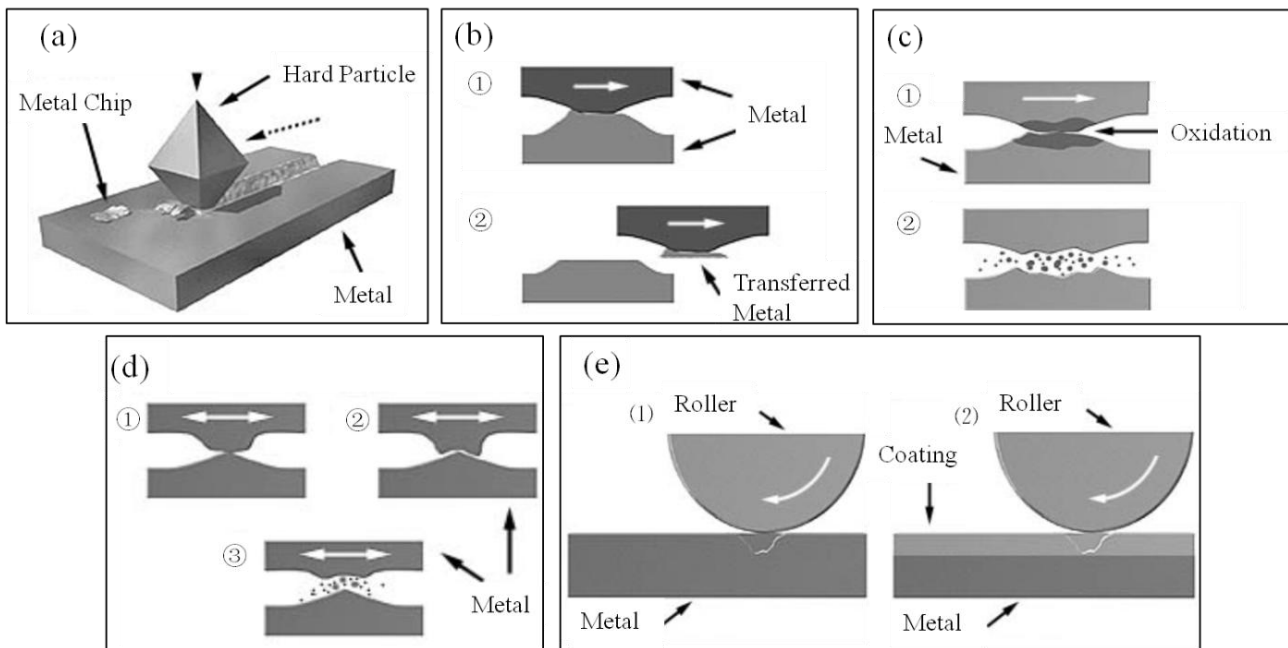 (a)
Hard Particle
Metal Chip
Metal
(b)
①
Metal
②
Transferred
Metal
(c)
①
Metal
Oxidation
②
(d)
①
②
③
Metal
(e)
(1)
Roller
(2)
Roller
Coating
Metal
Metal